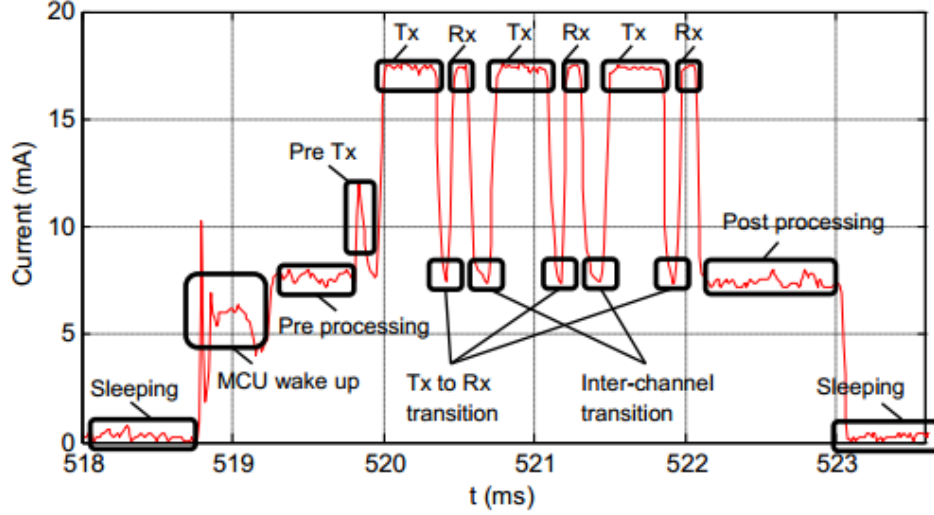 20
Tx
Rx
Tx
Rx
Tx
Rx
15
Pre Tx
Current (mA)
10
Post processing
5
Pre processing
MCU wake up
Sleeping
Tx to Rx
transition
Inter-channel
transition
Sleeping
0
518
519
520
521
522
523
t (ms)